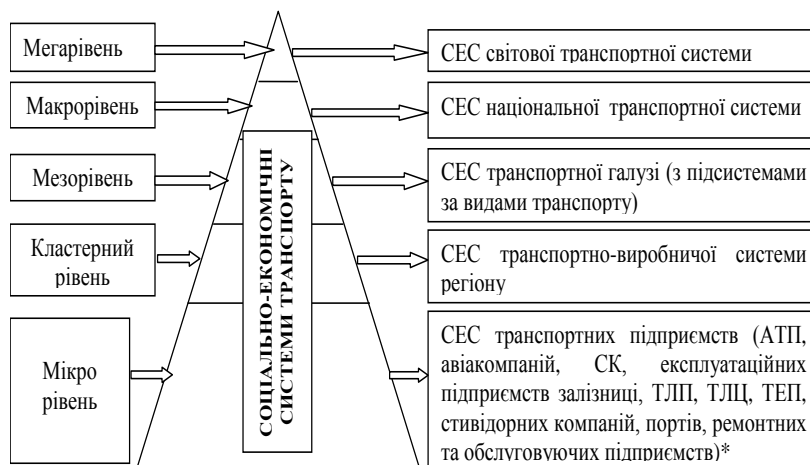 Мегарівень
СЕС світової транспортної системи
Макрорівень
СЕС національної транспортної системи
Мезорівень
СЕС транспортної галузі (з підсистемами
за видами транспорту)
Кластерний
рівень
СЕС транспортно-виробничої системи
регіону
Мікро
рівень
СЕС транспортних підприємств (АТП,
авіакомпаній, СК, експлуатаційних
підприємств залізниці, ТЛП, ТЛЦ, ТЕП,
стивідорних компаній, портів, ремонтних
та обслуговуючих підприємств)*
СОЦІАЛЬНО-ЕКОНОМІЧНІ
СИСТЕМИ ТРАНСПОРТУ